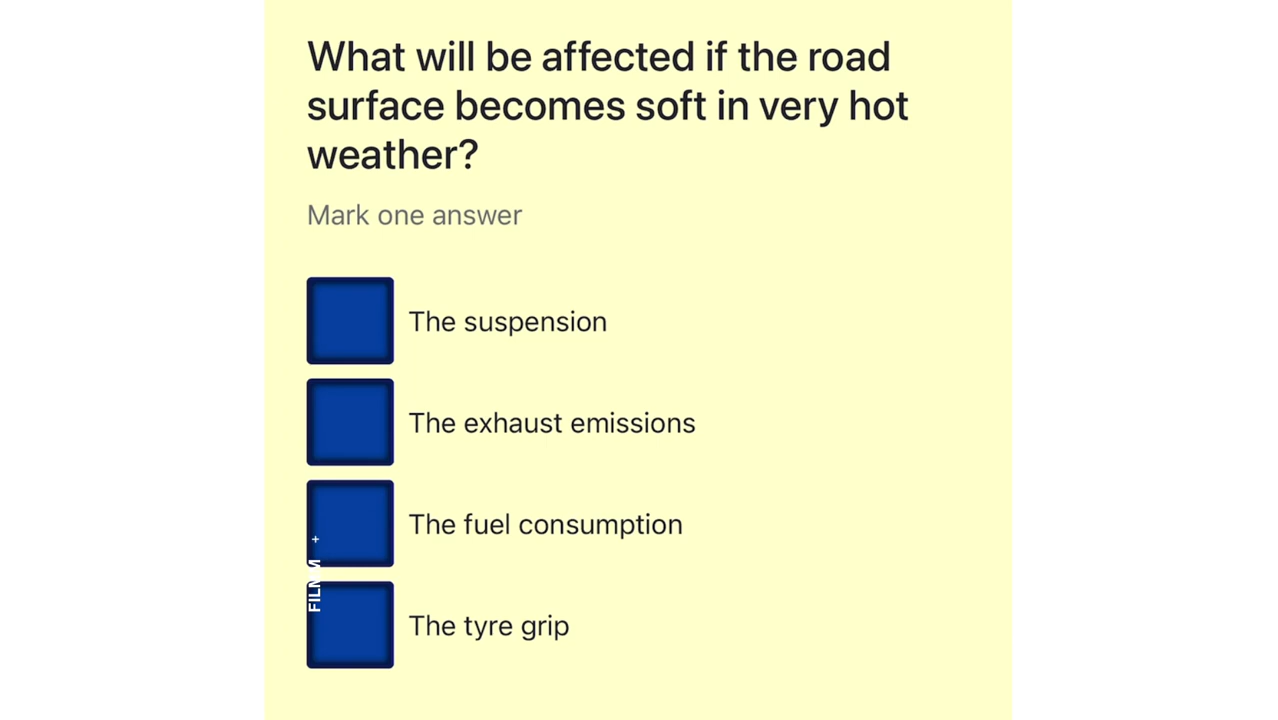 What will be affected if the road
surface becomes soft in very hot
weather?
Mark one answer
The suspension
The exhaust emissions
The fuel consumption
The tyre grip